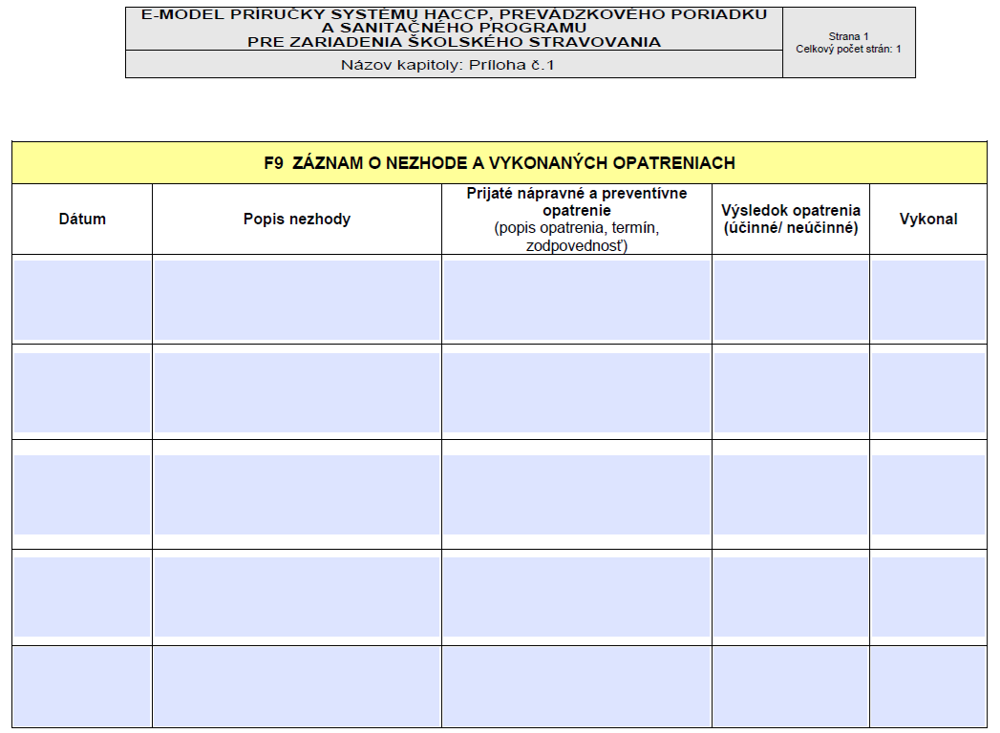 E-MODEL PRÍRUČKY SYSTÉMU HACCP, PREVÁDZKOVÉHO PORIADKU
A SANITAČNÉHO PROGRAMU
PRE ZARIADENIA ŠKOLSKÉHO STRAVOVANIA
Názov kapitoly: Príloha č.1
Strana 1
Celkový počet strán: 1
F9 ZÁZNAM O NEZHODE A VYKONANÝCH OPATRENIACH
Dátum
Popis nezhody
Prijaté nápravné a preventívne
opatrenie
(popis opatrenia, termín,
zodpovednosť)
Výsledok opatrenia
(účinné/ neúčinné)
Vykonal